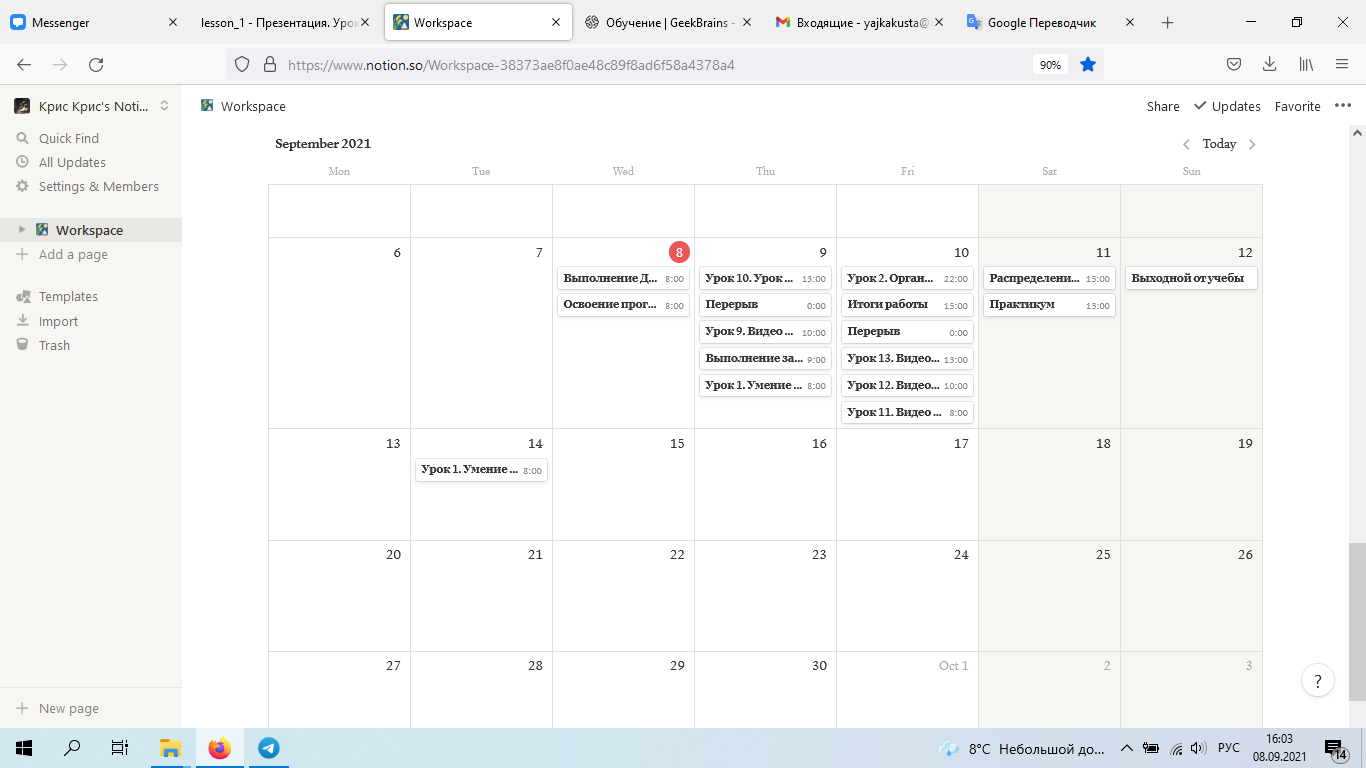 Messenger
lesson_1 - Презентация. Урок
Workspace
Обучение | GeekBrains -
Входящие - yajkakusta@
Google Переводчик
https://www.notion.so/Workspace-38373ae8f0ae48c89f8ad6f58a4378a4
90%
Крис Крис's Noti...
Workspace
Share
Updates
Favorite
Quick Find
All Updates
Settings & Members
Workspace
Add a page
Templates
Import
Trash
New page
September 2021
Today
Mon Tue Wed Thu Fri Sat Sun
6 7 8 9 10 11 12
Выполнение Д... 8:00
Освоение прог... 8:00
Урок 10. Урок ... 13:00
Перерыв 0:00
Урок 9. Видео ... 10:00
Выполнение за... 9:00
Урок 1. Умение ... 8:00
Урок 2. Орган... 22:00
Итоги работы 15:00
Перерыв 0:00
Урок 13. Видео... 13:00
Урок 12. Видео... 10:00
Урок 11. Видео ... 8:00
Распределени... 15:00
Практикум 13:00
Выходной от учебы
13 14 15 16 17 18 19
Урок 1. Умение ... 8:00
20 21 22 23 24 25 26
27 28 29 30 Oct 1 2 3
?
8°C Небольшой до...
РУС
16:03
08.09.2021
14